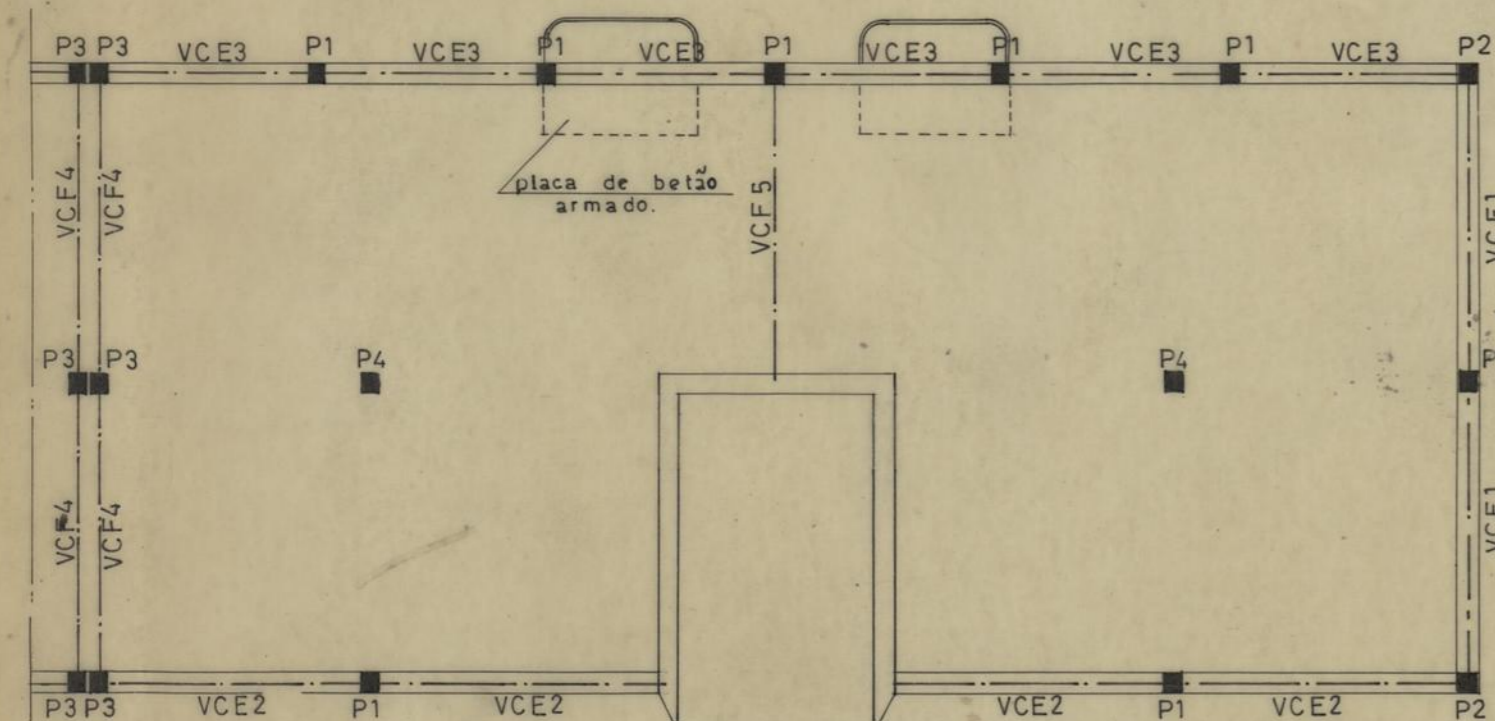 P3 P3 VCE3 P1 VCE3 P1 VCE3 P1 VCE3 P1 VCE3 P1 VCE3 P2
VCF4 VCF4 VCF5 VCE1
placa de betão
armado.
P3 P3 P4 P4
VCF4 VCF4 VCE1
P3 P3 VCE2 P1 VCE2 VCE2 P1 VCE2 P2